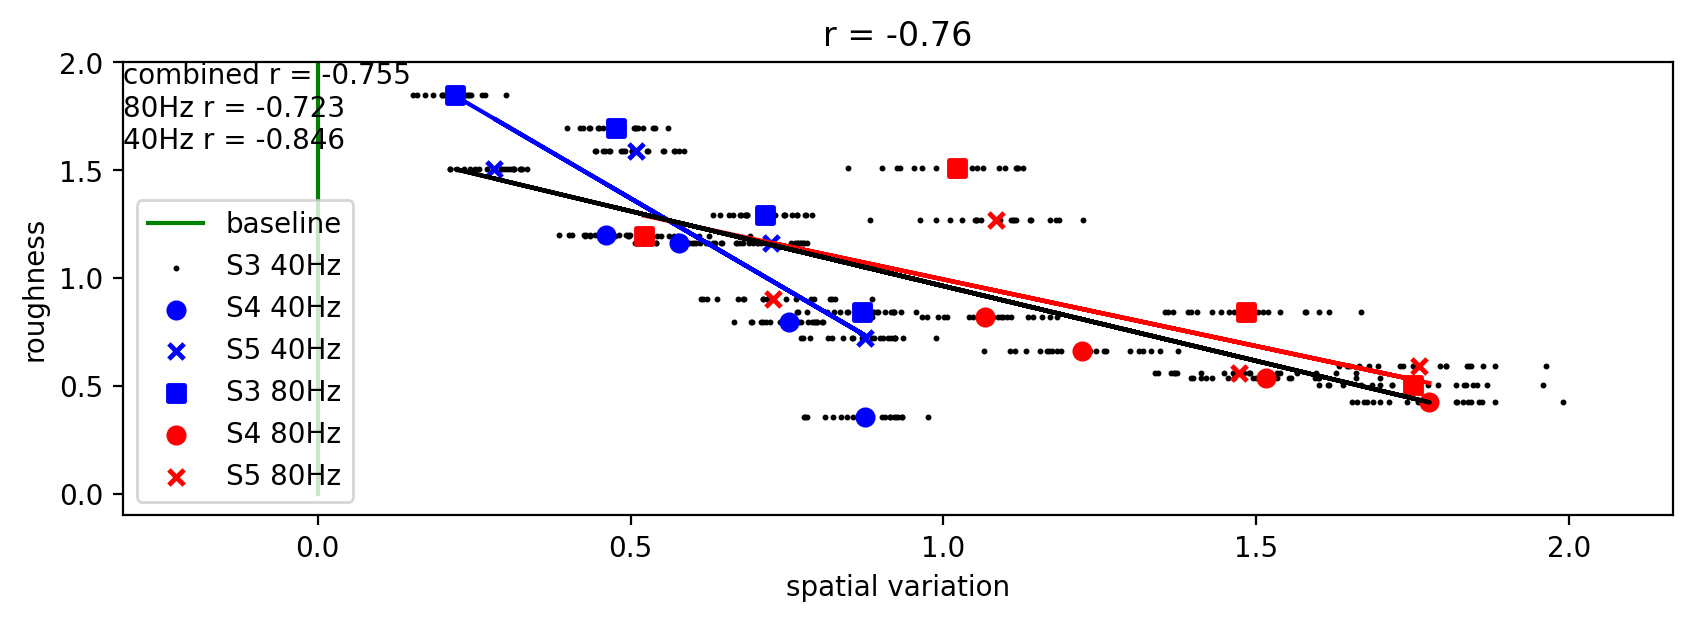 r = -0.76
combined r = -0.755
80Hz r = -0.723
40Hz r = -0.846
2.0
1.5
1.0
0.5
0.0
roughness
baseline
S3 40Hz
S4 40Hz
S5 40Hz
S3 80Hz
S4 80Hz
S5 80Hz
0.0 0.5 1.0 1.5 2.0
spatial variation